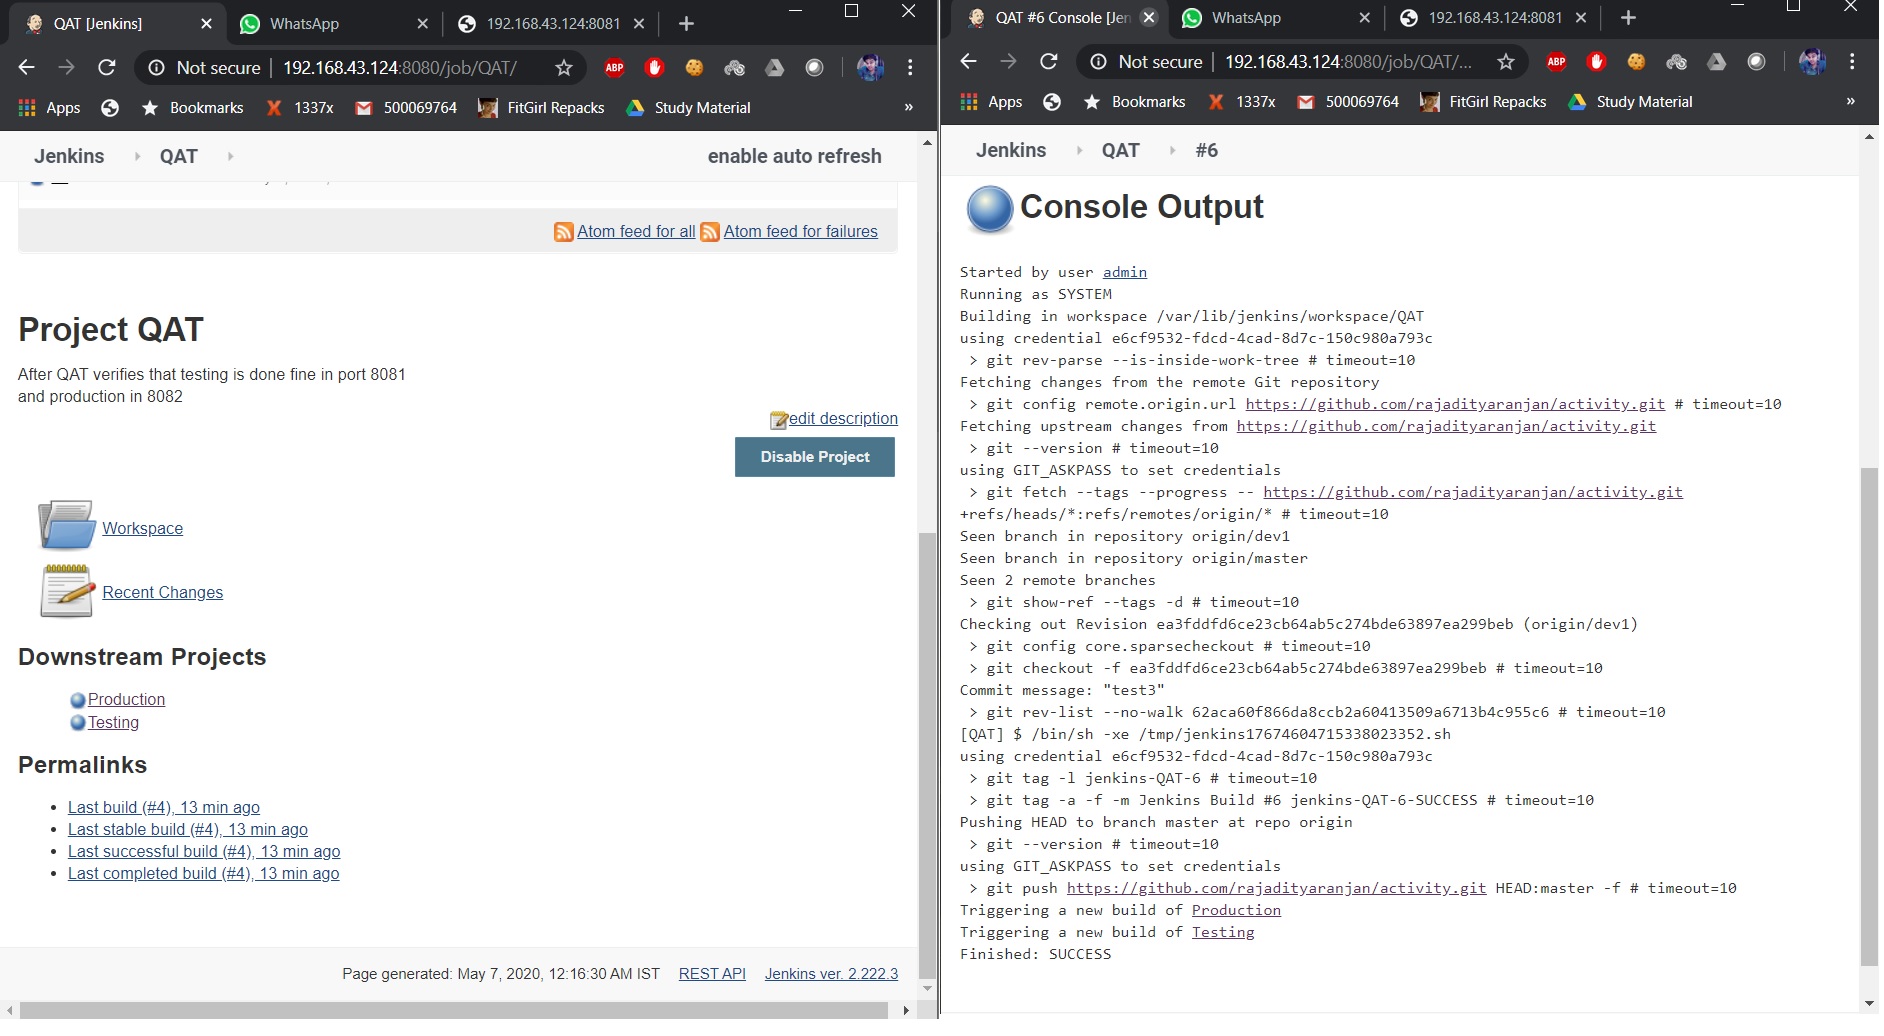 QAT [Jenkins]
WhatsApp
192.168.43.124:8081
Not secure | 192.168.43.124:8080/job/QAT/
ABP
Apps
Bookmarks
1337x
500069764
FitGirl Repacks
Study Material
»
Jenkins
QAT
enable auto refresh
Atom feed for all
Atom feed for failures
Project QAT
After QAT verifies that testing is done fine in port 8081
and production in 8082
edit description
Disable Project
Workspace
Recent Changes
Downstream Projects
Production
Testing
Permalinks
Last build (#4), 13 min ago
Last stable build (#4), 13 min ago
Last successful build (#4), 13 min ago
Last completed build (#4), 13 min ago
Page generated: May 7, 2020, 12:16:30 AM IST
REST API
Jenkins ver. 2.222.3
QAT #6 Console [Jen
WhatsApp
192.168.43.124:8081
Not secure | 192.168.43.124:8080/job/QAT/...
ABP
Apps
Bookmarks
1337x
500069764
FitGirl Repacks
Study Material
»
Jenkins
QAT
#6
Console Output
Started by user admin
Running as SYSTEM
Building in workspace /var/lib/jenkins/workspace/QAT
using credential e6cf9532-fdcd-4cad-8d7c-150c980a793c
> git rev-parse --is-inside-work-tree # timeout=10
Fetching changes from the remote Git repository
> git config remote.origin.url https://github.com/rajadityaranjan/activity.git # timeout=10
Fetching upstream changes from https://github.com/rajadityaranjan/activity.git
> git --version # timeout=10
using GIT_ASKPASS to set credentials
> git fetch --tags --progress -- https://github.com/rajadityaranjan/activity.git
+refs/heads/*:refs/remotes/origin/* # timeout=10
Seen branch in repository origin/dev1
Seen branch in repository origin/master
Seen 2 remote branches
> git show-ref --tags -d # timeout=10
Checking out Revision ea3fddfd6ce23cb64ab5c274bde63897ea299beb (origin/dev1)
> git config core.sparsecheckout # timeout=10
> git checkout -f ea3fddfd6ce23cb64ab5c274bde63897ea299beb # timeout=10
Commit message: "test3"
> git rev-list --no-walk 62aca60f866da8ccb2a60413509a6713b4c955c6 # timeout=10
[QAT] $ /bin/sh -xe /tmp/jenkins17674604715338023352.sh
using credential e6cf9532-fdcd-4cad-8d7c-150c980a793c
> git tag -l jenkins-QAT-6 # timeout=10
> git tag -a -f -m Jenkins Build #6 jenkins-QAT-6-SUCCESS # timeout=10
Pushing HEAD to branch master at repo origin
> git --version # timeout=10
using GIT_ASKPASS to set credentials
> git push https://github.com/rajadityaranjan/activity.git HEAD:master -f # timeout=10
Triggering a new build of Production
Triggering a new build of Testing
Finished: SUCCESS